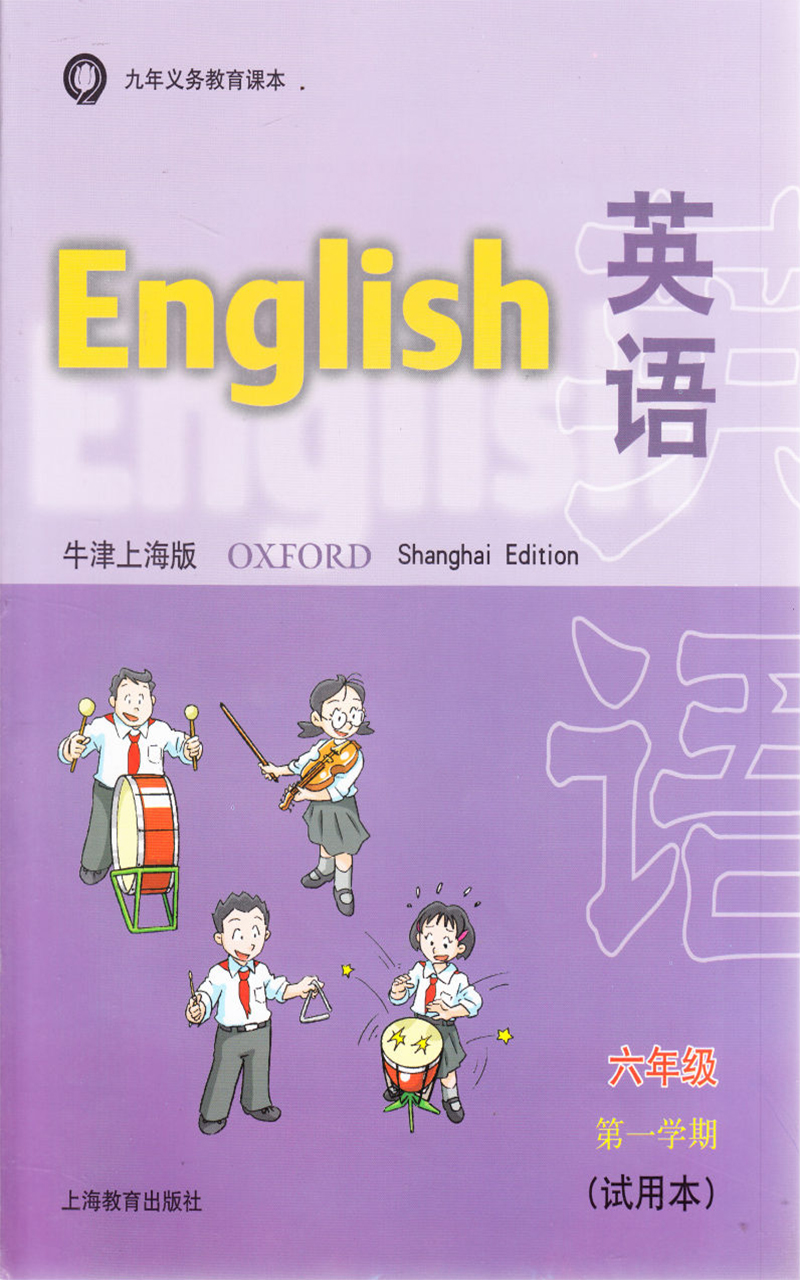 九年义务教育课本
English
英语
牛津上海版 OXFORD Shanghai Edition
六年级
第一学期
(试用本)
上海教育出版社